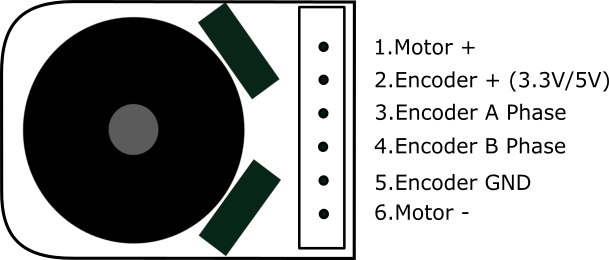 1.Motor +
2.Encoder + (3.3V/5V)
3.Encoder A Phase
4.Encoder B Phase
5.Encoder GND
6.Motor -